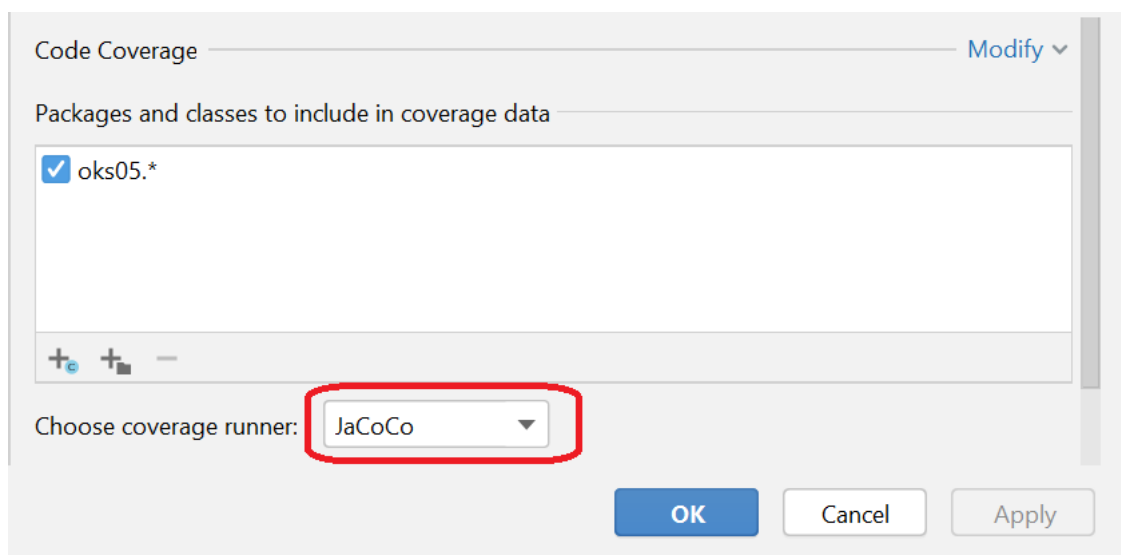 Code Coverage Modify
Packages and classes to include in coverage data
oks05.*
Choose coverage runner: JaCoCo
OK Cancel Apply